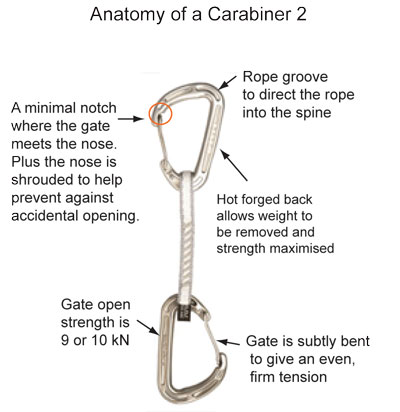 Anatomy of a Carabiner 2
Rope groove
to direct the rope
into the spine
A minimal notch
where the gate
meets the nose.
Plus the nose is
shrouded to help
prevent against
accidental opening.
Hot forged back
allows weight to
be removed and
strength maximised
Gate open
strength is
9 or 10 kN
Gate is subtly bent
to give an even,
firm tension